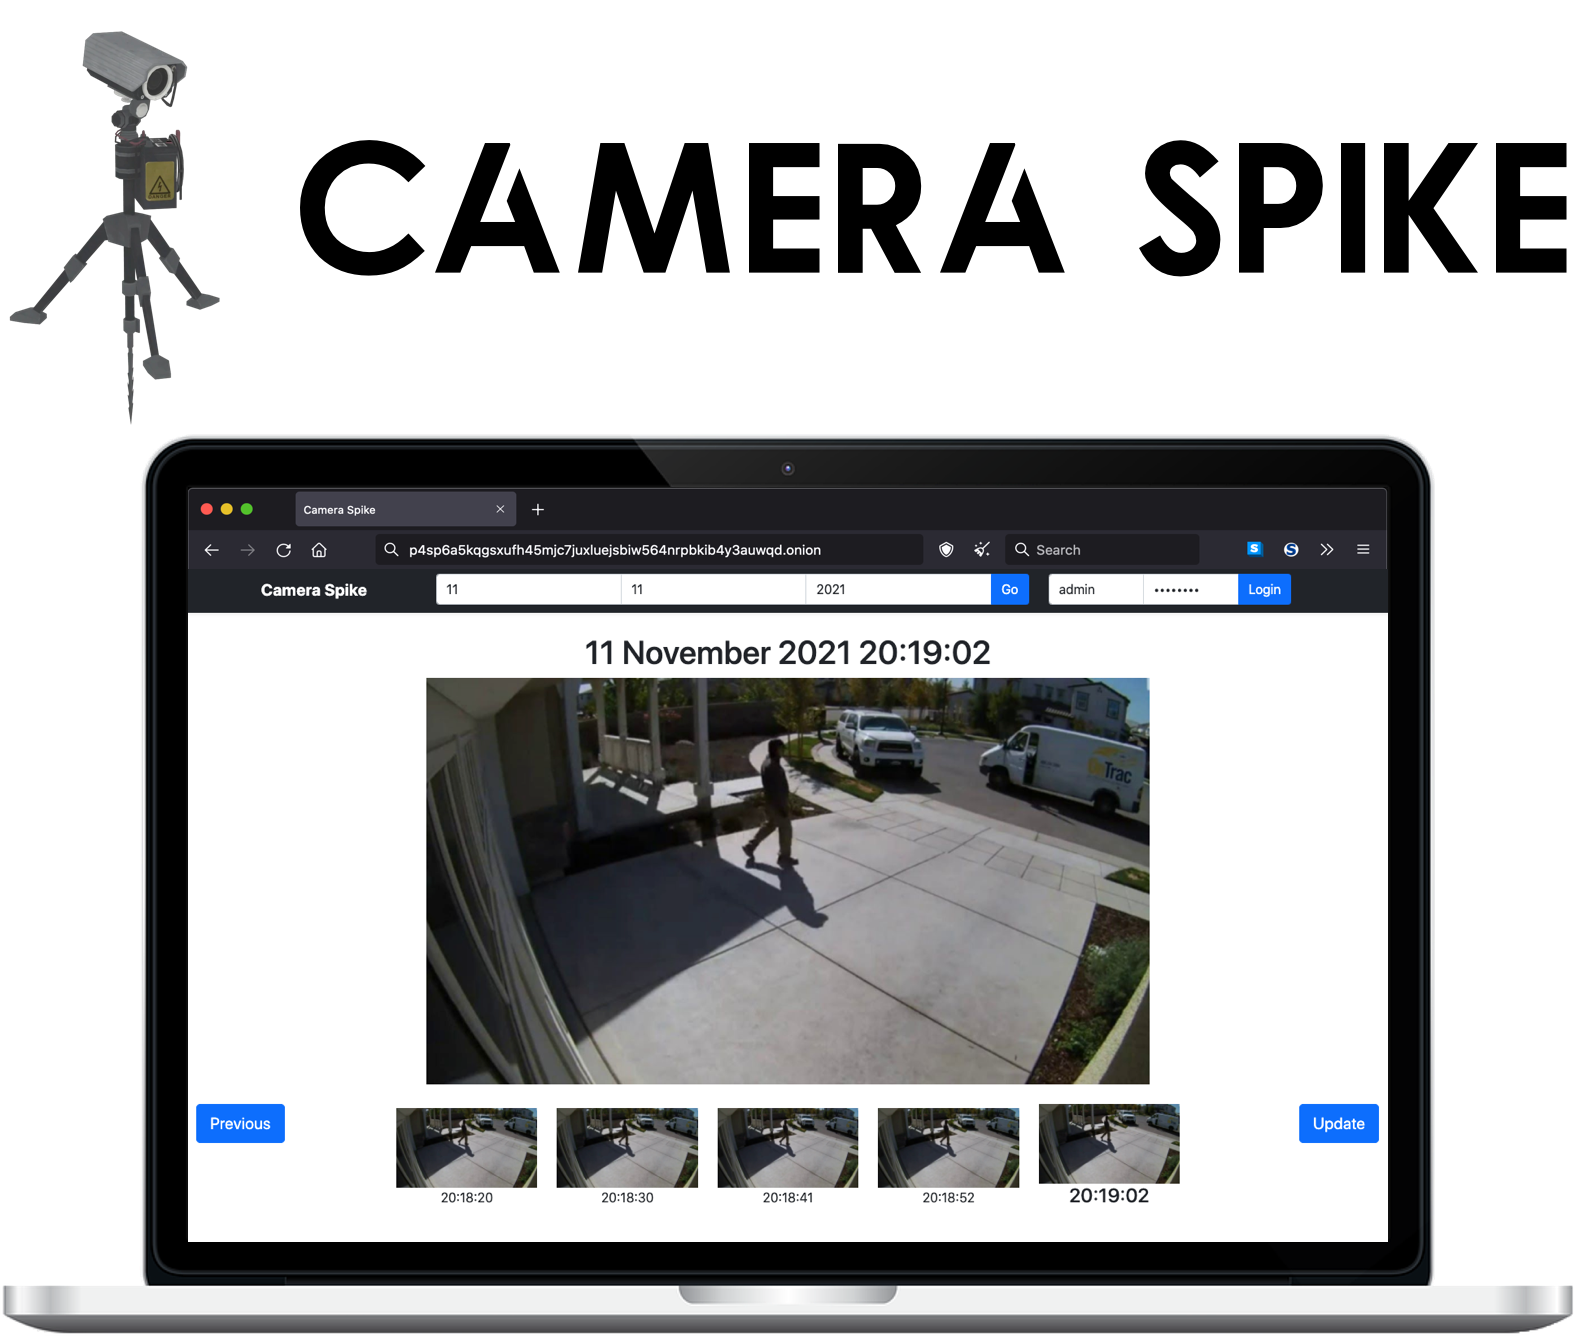 CAMERA SPIKE
Camera Spike
p4sp6a5kqgsxufh45mjc7juxluejsbiw564nrpbkib4y3auwqd.onion
Search
Camera Spike 11 11 2021 Go admin •••••••• Login
11 November 2021 20:19:02
Trac
Previous
Update
20:18:20 20:18:30 20:18:41 20:18:52 20:19:02